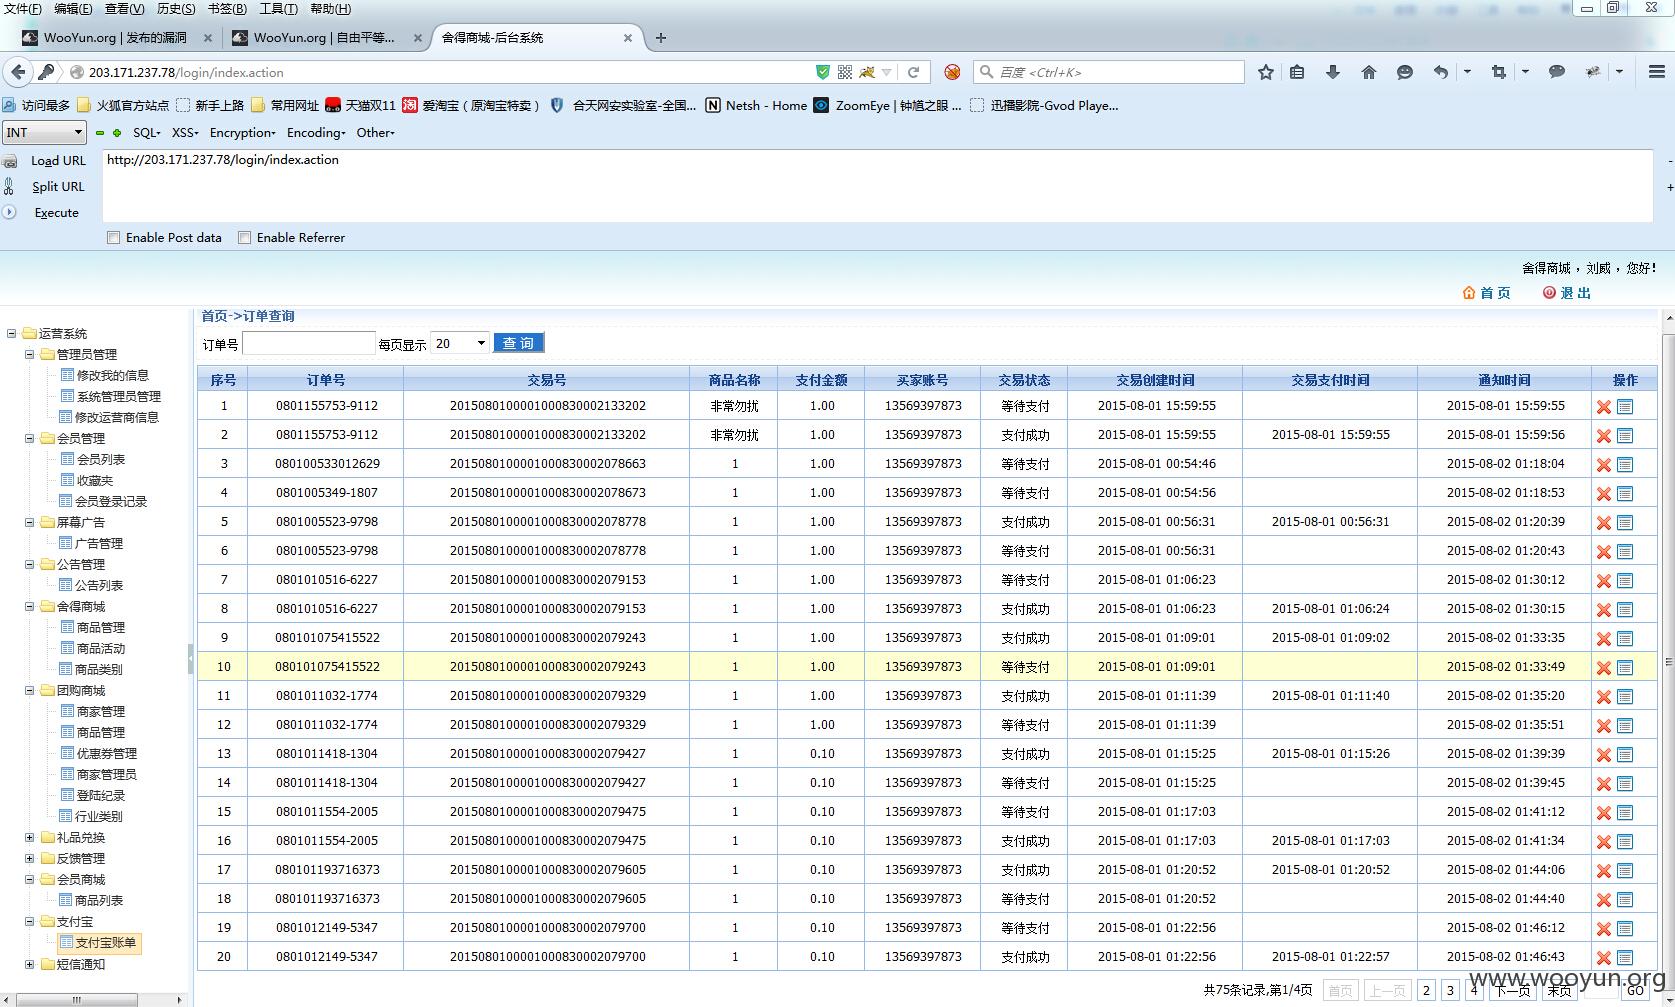 文件(F) 编辑(E) 查看(V) 历史(S) 书签(B) 工具(T) 帮助(H)
WooYun.org | 发布的漏洞 × WooYun.org | 自由平等... × 舍得商城-后台系统 × +
203.171.237.78/login/index.action 百度 <Ctrl+K>
访问最多 火狐官方站点 新手上路 常用网址 天猫双11 爱淘宝（原淘宝特卖） 合天网安实验室-全国... Netsh - Home ZoomEye | 钟馗之眼 ... 迅播影院-Gvod Playe...
INT SQL- XSS- Encryption- Encoding- Other-
Load URL http://203.171.237.78/login/index.action
Split URL
Execute
Enable Post data Enable Referrer
舍得商城，刘威，您好！
首 页 退 出
首页->订单查询
订单号 每页显示 20 查 询
运营系统
管理员管理
修改我的信息
系统管理员管理
修改运营商信息
会员管理
会员列表
收藏夹
会员登录记录
屏幕广告
广告管理
公告管理
公告列表
舍得商城
商品管理
商品活动
商品类别
团购商城
商家管理
商品管理
优惠券管理
商家管理员
登陆纪录
行业类别
礼品兑换
反馈管理
会员商城
商品列表
支付宝
支付宝账单
短信通知
序号 订单号 交易号 商品名称 支付金额 买家账号 交易状态 交易创建时间 交易支付时间 通知时间 操作
1 0801155753-9112 2015080100001000830002133202 非常勿扰 1.00 13569397873 等待支付 2015-08-01 15:59:55 2015-08-01 15:59:55
2 0801155753-9112 2015080100001000830002133202 非常勿扰 1.00 13569397873 支付成功 2015-08-01 15:59:55 2015-08-01 15:59:55 2015-08-01 15:59:56
3 080100533012629 2015080100001000830002078663 1 1.00 13569397873 等待支付 2015-08-01 00:54:46 2015-08-02 01:18:04
4 0801005349-1807 2015080100001000830002078673 1 1.00 13569397873 等待支付 2015-08-01 00:54:56 2015-08-02 01:18:53
5 0801005523-9798 2015080100001000830002078778 1 1.00 13569397873 支付成功 2015-08-01 00:56:31 2015-08-01 00:56:31 2015-08-02 01:20:39
6 0801005523-9798 2015080100001000830002078778 1 1.00 13569397873 等待支付 2015-08-01 00:56:31 2015-08-02 01:20:43
7 0801010516-6227 2015080100001000830002079153 1 1.00 13569397873 等待支付 2015-08-01 01:06:23 2015-08-02 01:30:12
8 0801010516-6227 2015080100001000830002079153 1 1.00 13569397873 支付成功 2015-08-01 01:06:23 2015-08-01 01:06:24 2015-08-02 01:30:15
9 080101075415522 2015080100001000830002079243 1 1.00 13569397873 支付成功 2015-08-01 01:09:01 2015-08-01 01:09:02 2015-08-02 01:33:35
10 080101075415522 2015080100001000830002079243 1 1.00 13569397873 等待支付 2015-08-01 01:09:01 2015-08-02 01:33:49
11 0801011032-1774 2015080100001000830002079329 1 1.00 13569397873 支付成功 2015-08-01 01:11:39 2015-08-01 01:11:40 2015-08-02 01:35:20
12 0801011032-1774 2015080100001000830002079329 1 1.00 13569397873 等待支付 2015-08-01 01:11:39 2015-08-02 01:35:51
13 0801011418-1304 2015080100001000830002079427 1 0.10 13569397873 支付成功 2015-08-01 01:15:25 2015-08-01 01:15:26 2015-08-02 01:39:39
14 0801011418-1304 2015080100001000830002079427 1 0.10 13569397873 等待支付 2015-08-01 01:15:25 2015-08-02 01:39:45
15 0801011554-2005 2015080100001000830002079475 1 0.10 13569397873 等待支付 2015-08-01 01:17:03 2015-08-02 01:41:12
16 0801011554-2005 2015080100001000830002079475 1 0.10 13569397873 支付成功 2015-08-01 01:17:03 2015-08-01 01:17:03 2015-08-02 01:41:34
17 080101193716373 2015080100001000830002079605 1 0.10 13569397873 支付成功 2015-08-01 01:20:52 2015-08-01 01:20:52 2015-08-02 01:44:06
18 080101193716373 2015080100001000830002079605 1 0.10 13569397873 等待支付 2015-08-01 01:20:52 2015-08-02 01:44:40
19 0801012149-5347 2015080100001000830002079700 1 0.10 13569397873 等待支付 2015-08-01 01:22:56 2015-08-02 01:46:12
20 0801012149-5347 2015080100001000830002079700 1 0.10 13569397873 支付成功 2015-08-01 01:22:56 2015-08-01 01:22:57 2015-08-02 01:46:43
共75条记录,第1/4页 首页 上一页 2 3 4 下一页 末页 GO
www.wooyun.org